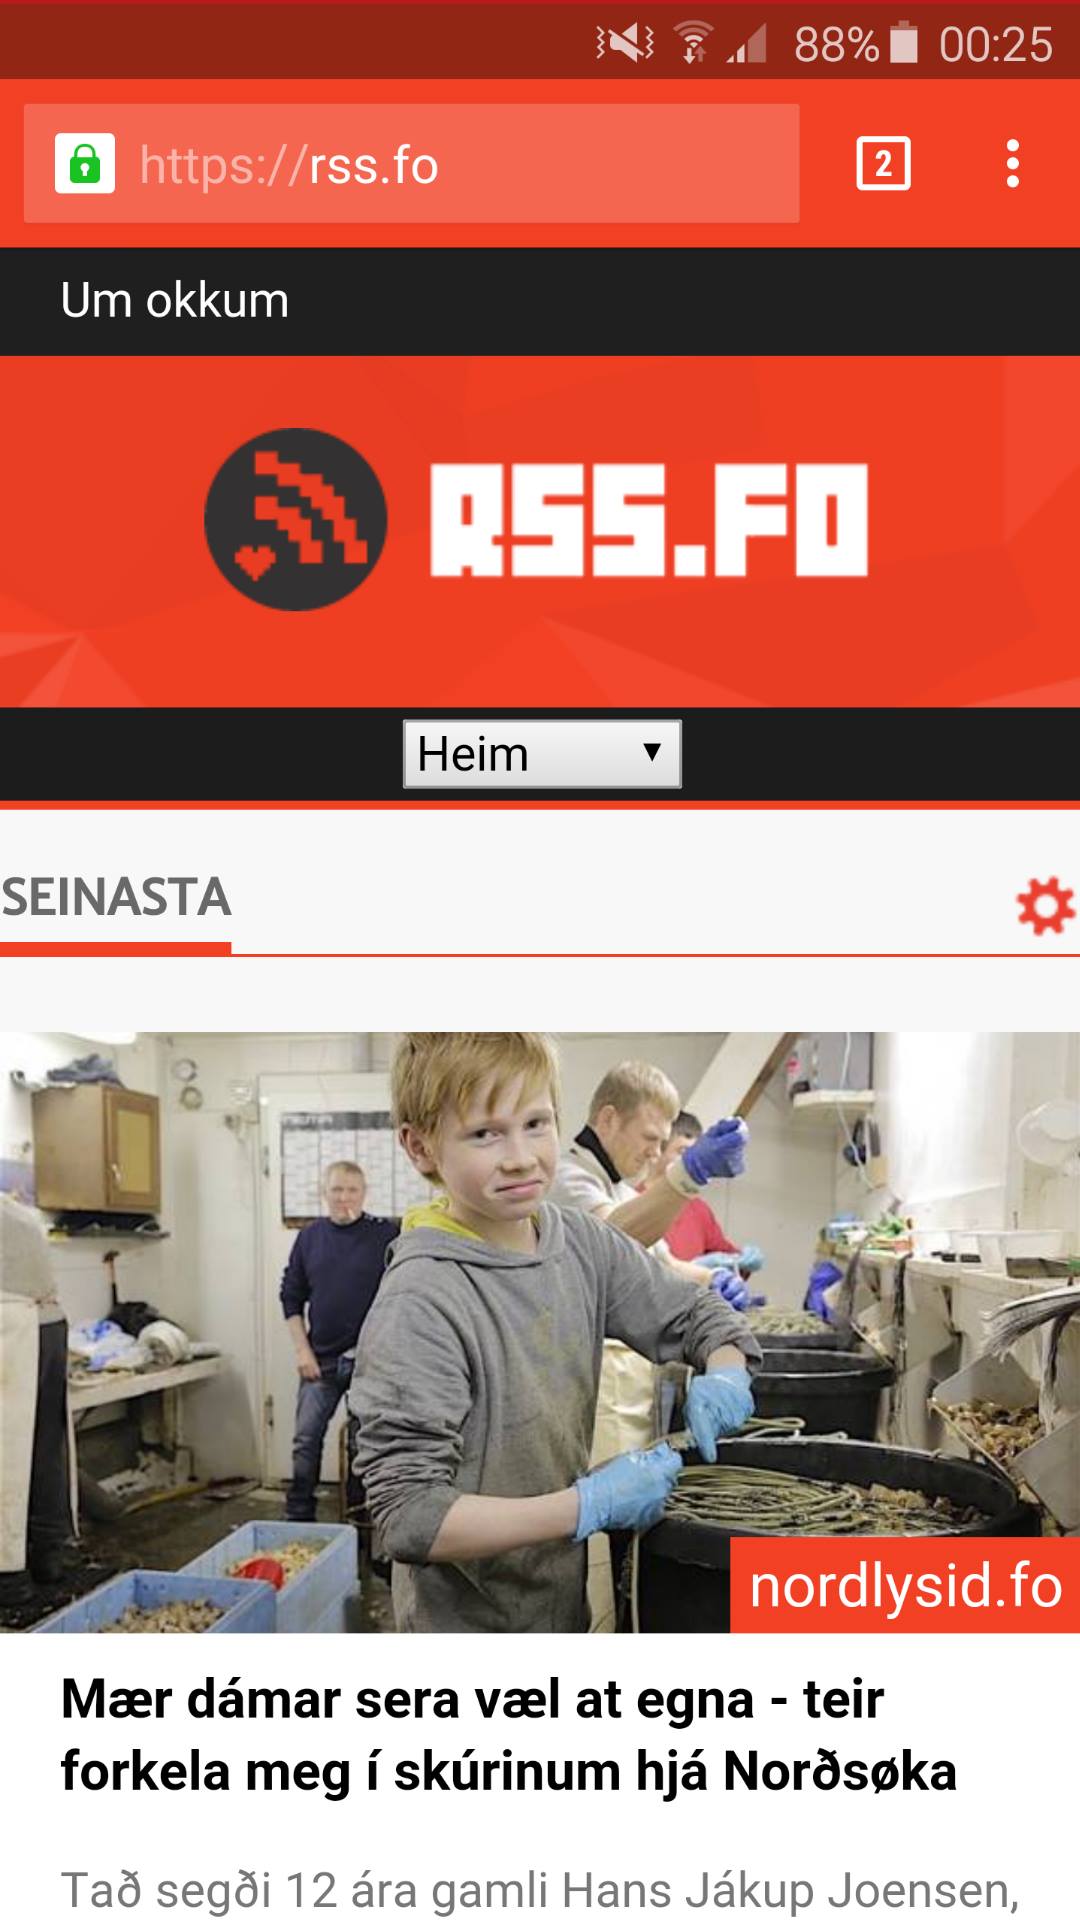 88% 00:25
https://rss.fo 2
Um okkum
RSS.FO
Heim
SEINASTA
nordlysid.fo
Mær dámar sera væl at egna - teir
forkela meg í skúrinum hjá Norðsøka
Tað segði 12 ára gamli Hans Jákup Joensen,